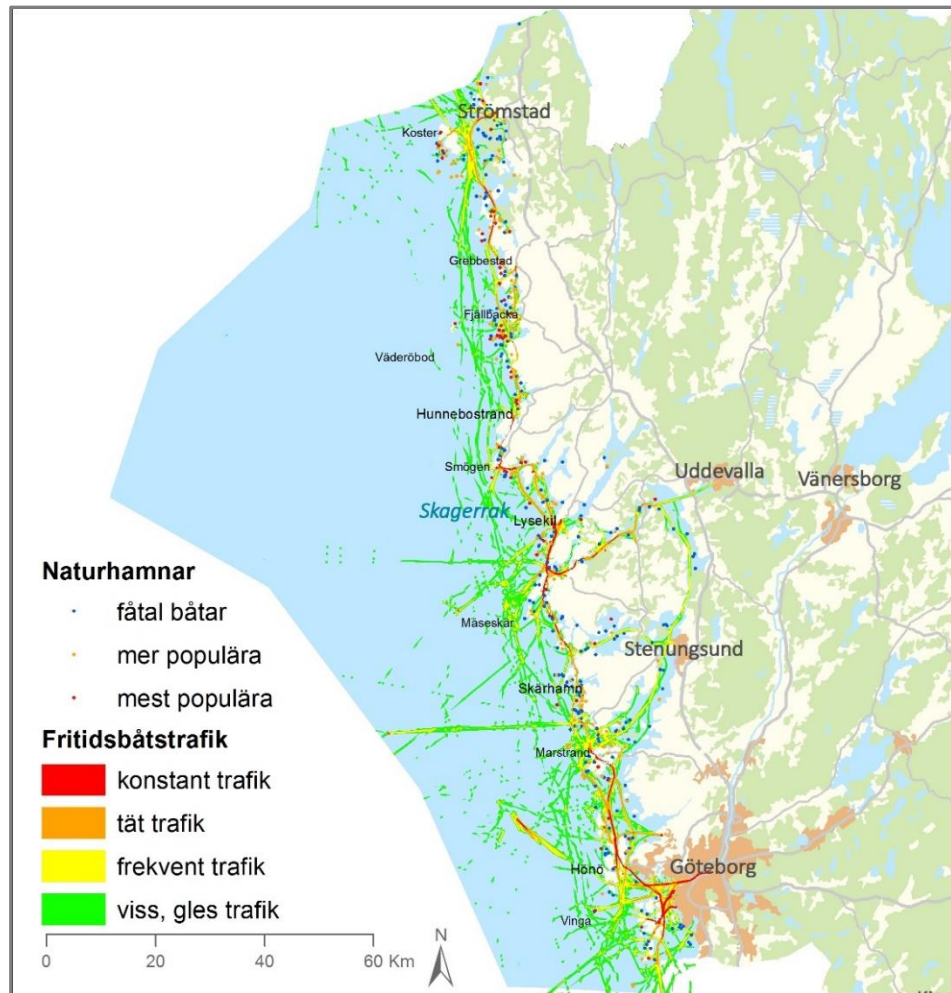 Strömstad
Koster
Grebbestad
Fjällbacka
Väderöbod
Hunnebostrand
Smögen
Uddevalla
Vänersborg
Skagerrak
Lysekil
Naturhamnar
fåtal båtar
mer populära
mest populära
Mäseskär
Stenungsund
Skärhamn
Fritidsbåtstrafik
Marstrand
konstant trafik
tät trafik
frekvent trafik
viss, gles trafik
Hönö
Göteborg
Vinga
N
0 20 40 60 Km